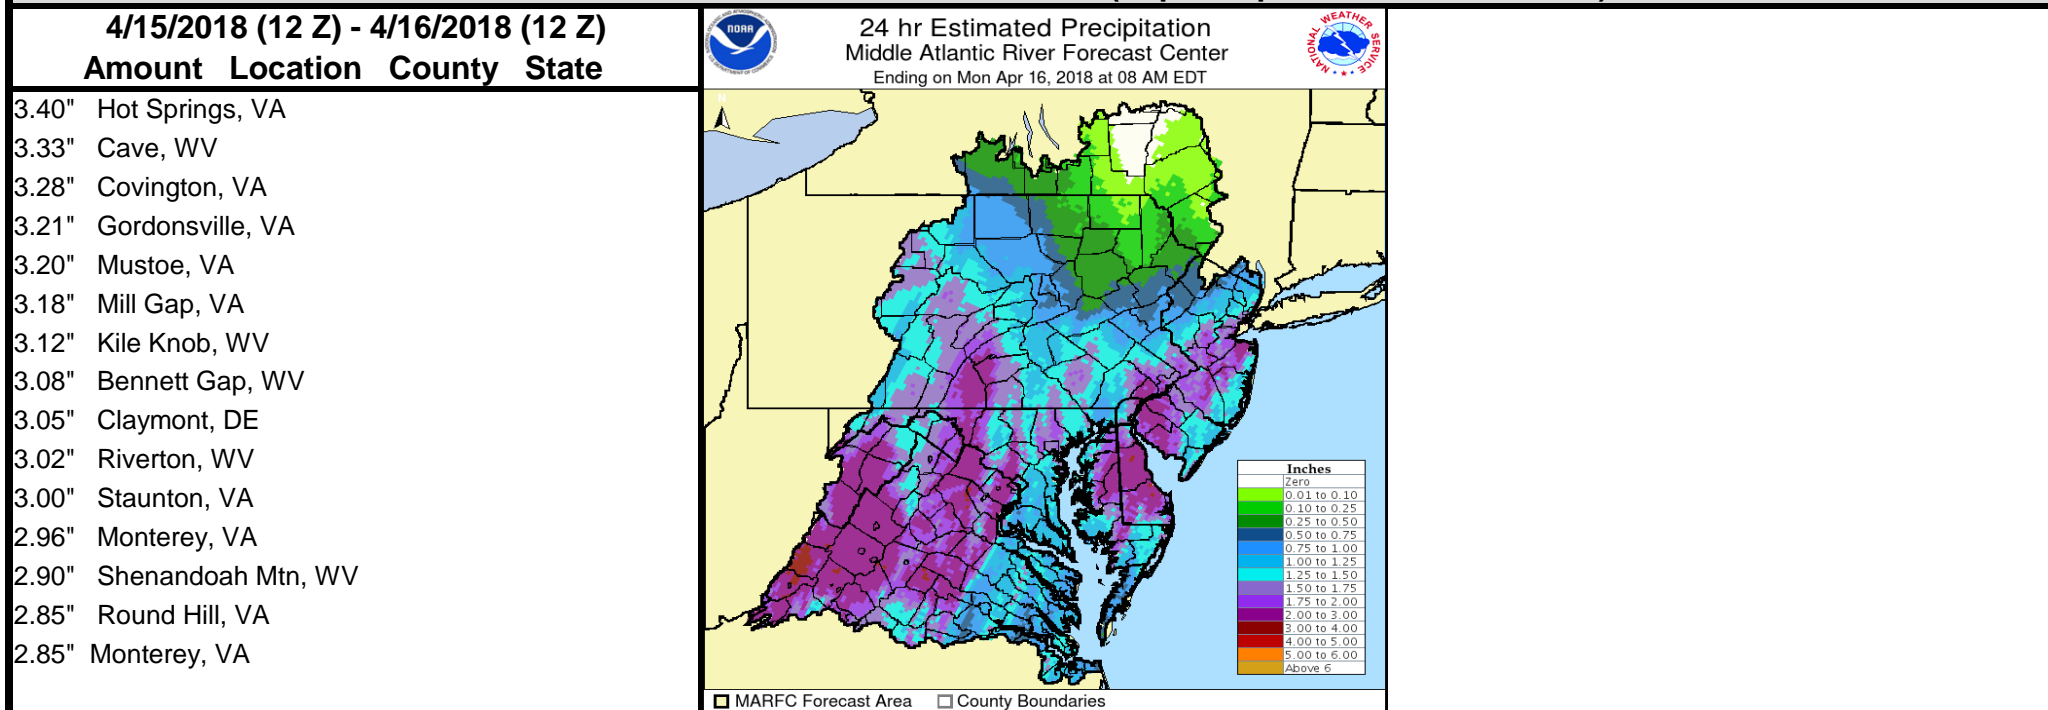 4/15/2018 (12 Z) - 4/16/2018 (12 Z)
Amount Location County State
3.40" Hot Springs, VA
3.33" Cave, WV
3.28" Covington, VA
3.21" Gordonsville, VA
3.20" Mustoe, VA
3.18" Mill Gap, VA
3.12" Kile Knob, WV
3.08" Bennett Gap, WV
3.05" Claymont, DE
3.02" Riverton, WV
3.00" Staunton, VA
2.96" Monterey, VA
2.90" Shenandoah Mtn, WV
2.85" Round Hill, VA
2.85" Monterey, VA
NOAA
24 hr Estimated Precipitation
Middle Atlantic River Forecast Center
Ending on Mon Apr 16, 2018 at 08 AM EDT
NATIONAL WEATHER SERVICE
N
Inches
Zero
0.01 to 0.10
0.10 to 0.25
0.25 to 0.50
0.50 to 0.75
0.75 to 1.00
1.00 to 1.25
1.25 to 1.50
1.50 to 1.75
1.75 to 2.00
2.00 to 3.00
3.00 to 4.00
4.00 to 5.00
5.00 to 6.00
Above 6
MARFC Forecast Area County Boundaries